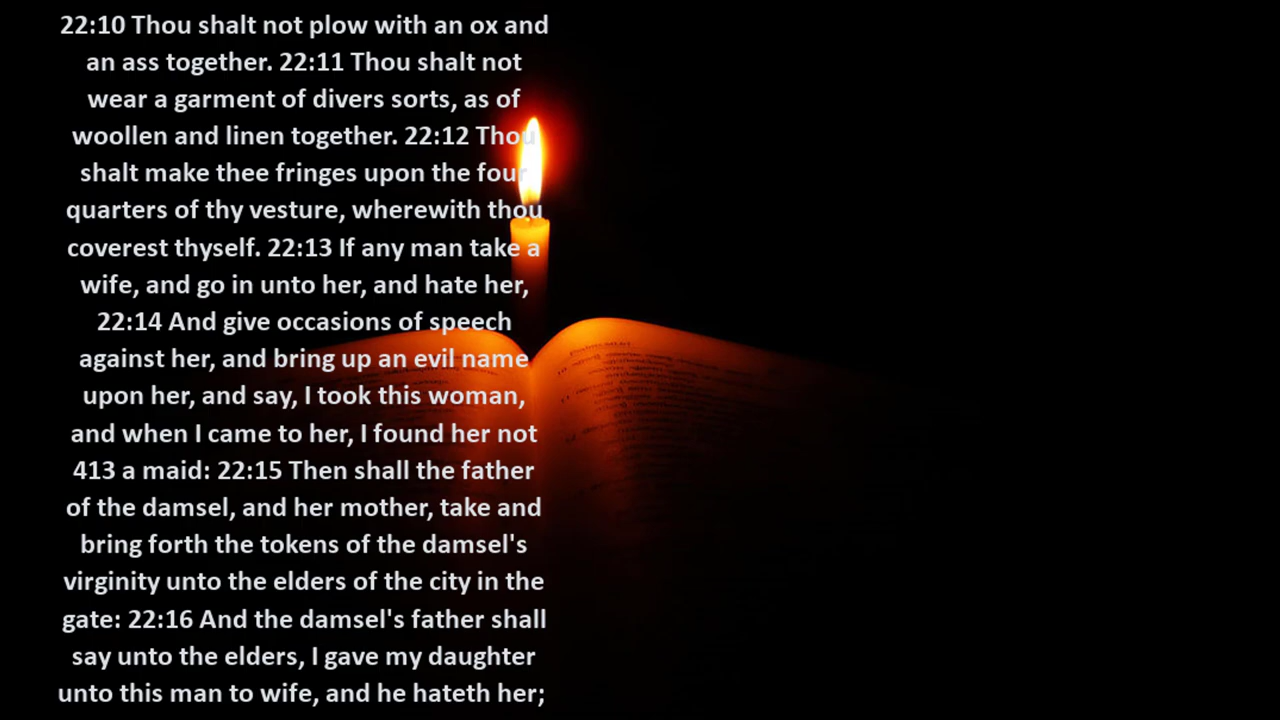 22:10 Thou shalt not plow with an ox and
an ass together. 22:11 Thou shalt not
wear a garment of divers sorts, as of
woollen and linen together. 22:12 Thou
shalt make thee fringes upon the four
quarters of thy vesture, wherewith thou
coverest thyself. 22:13 If any man take a
wife, and go in unto her, and hate her,
22:14 And give occasions of speech
against her, and bring up an evil name
upon her, and say, I took this woman,
and when I came to her, I found her not
413 a maid: 22:15 Then shall the father
of the damsel, and her mother, take and
bring forth the tokens of the damsel's
virginity unto the elders of the city in the
gate: 22:16 And the damsel's father shall
say unto the elders, I gave my daughter
unto this man to wife, and he hateth her;